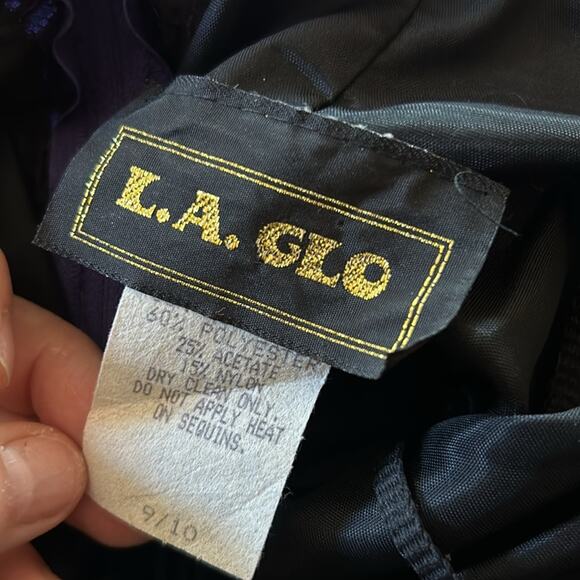 L.A. GLO
60% POLYESTER
25% ACETATE
15% NYLON
DRY CLEAN ONLY.
DO NOT APPLY HEAT
ON SEQUINS.
9/10